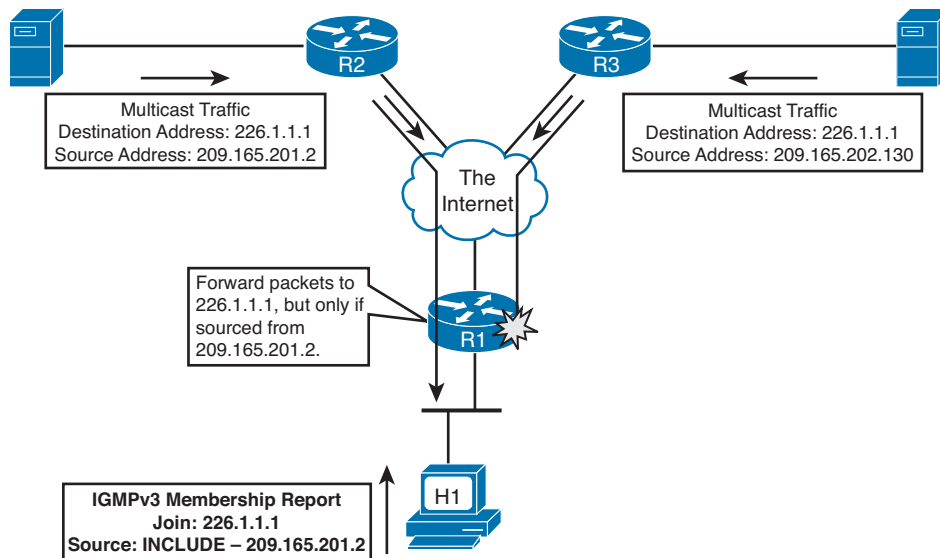 R2
R3
Multicast Traffic
Destination Address: 226.1.1.1
Source Address: 209.165.201.2
Multicast Traffic
Destination Address: 226.1.1.1
Source Address: 209.165.202.130
The
Internet
Forward packets to
226.1.1.1, but only if
sourced from
209.165.201.2.
R1
H1
IGMPv3 Membership Report
Join: 226.1.1.1
Source: INCLUDE – 209.165.201.2